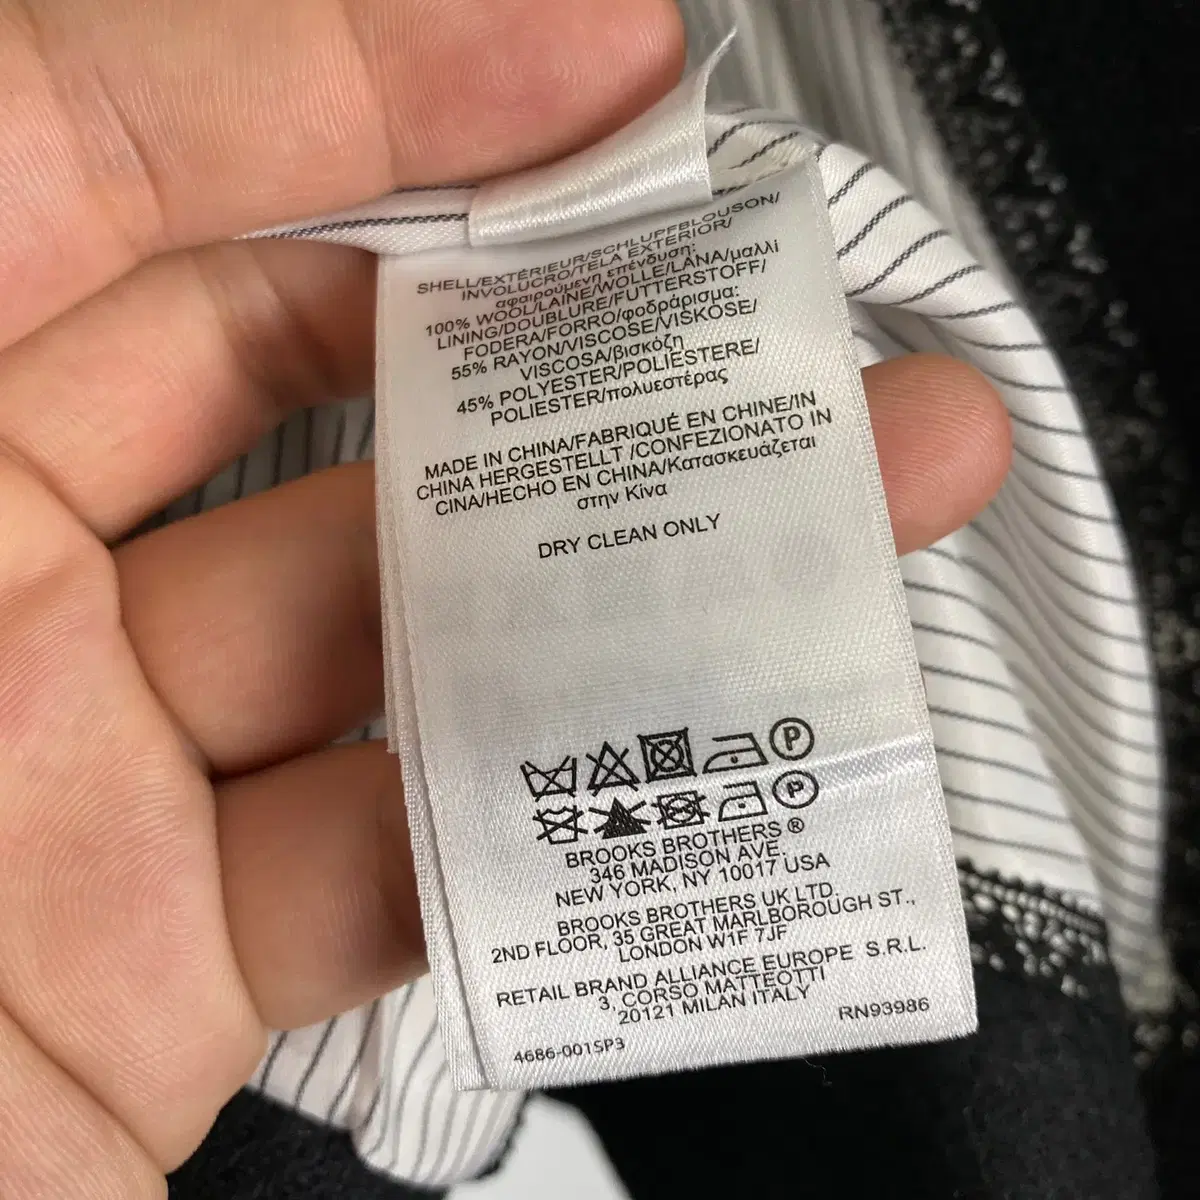 SHELL/EXTÉRIEUR/SCHLUPFBLOUSON/
INVOLUCRO/TELA EXTERIOR/
αφαιρούμενη επένδυση:
100% WOOL/LAINE/WOLLE/LANA/μαλλί
LINING/DOUBLURE/FUTTERSTOFF/
FODERA/FORRO/φοδράρισμα:
55% RAYON/VISCOSE/VISKOSE/
VISCOSA/βισκόζη
45% POLYESTER/POLIESTERE/
POLIESTER/πολυεστέρας
MADE IN CHINA/FABRIQUÉ EN CHINE/IN
CHINA HERGESTELLT /CONFEZIONATO IN
CINA/HECHO EN CHINA/Κατασκευάζεται
στην Κίνα
DRY CLEAN ONLY
P
P
BROOKS BROTHERS ®
346 MADISON AVE.
NEW YORK, NY 10017 USA
BROOKS BROTHERS UK LTD.
2ND FLOOR, 35 GREAT MARLBOROUGH ST.,
LONDON W1F 7JF
RETAIL BRAND ALLIANCE EUROPE S.R.L.
3, CORSO MATTEOTTI
20121 MILAN ITALY
RN93986
4686-001SP3